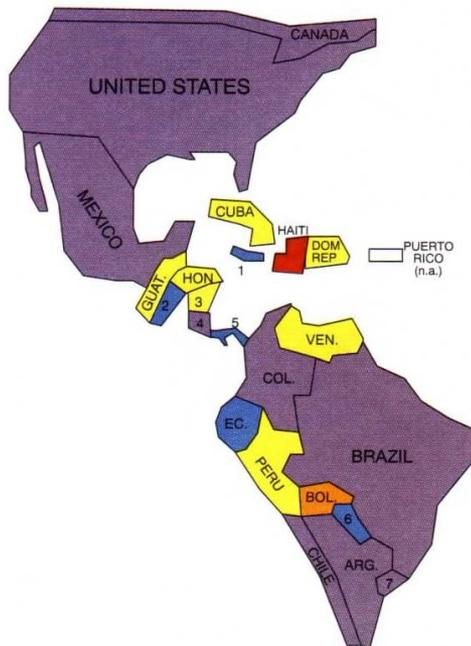 CANADA
UNITED STATES
MEXICO
CUBA
HAITI
DOM
REP
PUERTO
RICO
(n.a.)
1
GUAT.
HON
2
3
4
5
VEN.
COL.
EC.
PERU
BRAZIL
BOL.
6
CHILE
ARG.
7